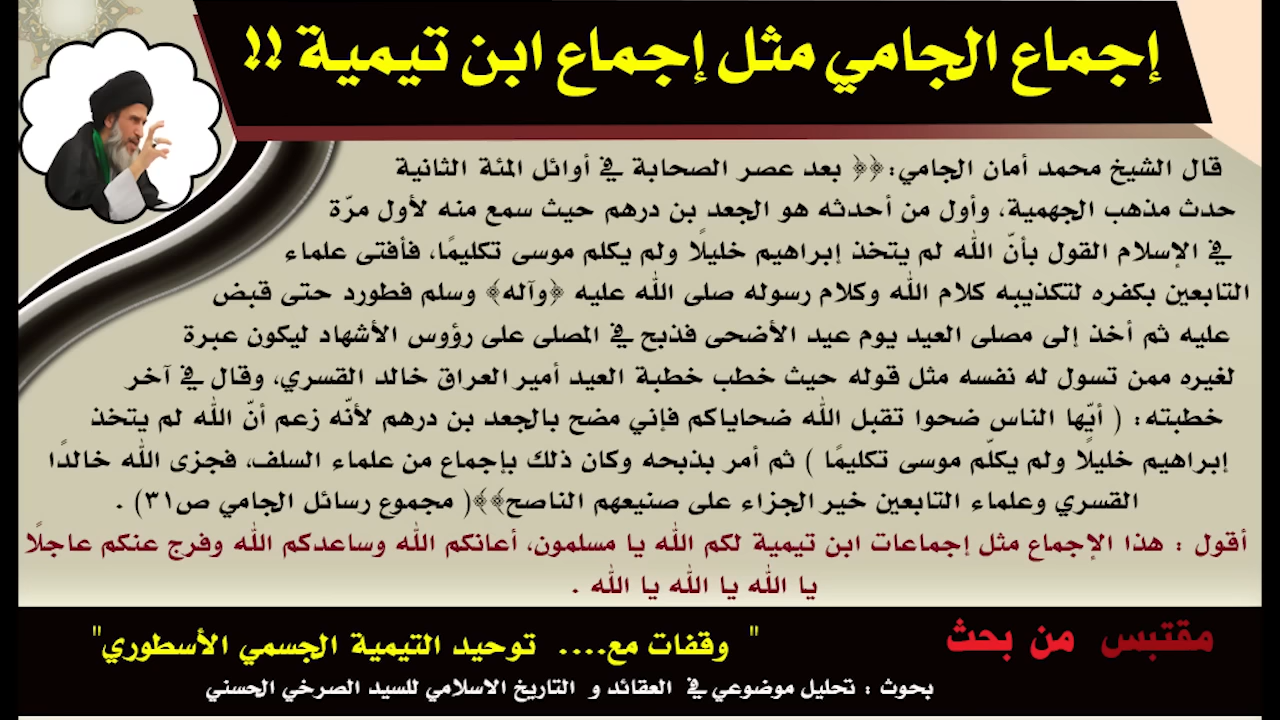 إجماع الجامي مثل إجماع ابن تيمية !!
قال الشيخ محمد أمان الجامي:﴿﴿ بعد عصر الصحابة في أوائل المئة الثانية
حدث مذهب الجهمية، وأول من أحدثه هو الجعد بن درهم حيث سمع منه لأول مرّة
في الإسلام القول بأنّ الله لم يتخذ إبراهيم خليلًا ولم يكلم موسى تكليمًا، فأفتى علماء
التابعين بكفره لتكذيبه كلام الله وكلام رسوله صلى الله عليه ﴿وآله﴾ وسلم فطورد حتى قبض
عليه ثم أخذ إلى مصلى العيد يوم عيد الأضحى فذبح في المصلى على رؤوس الأشهاد ليكون عبرة
لغيره ممن تسول له نفسه مثل قوله حيث خطب خطبة العيد أمير العراق خالد القسري، وقال في آخر
خطبته: ( أيّها الناس ضحوا تقبل الله ضحاياكم فإني مضح بالجعد بن درهم لأنّه زعم أنّ الله لم يتخذ
إبراهيم خليلًا ولم يكلّم موسى تكليمًا ) ثم أمر بذبحه وكان ذلك بإجماع من علماء السلف، فجزى الله خالدًا
القسري وعلماء التابعين خير الجزاء على صنيعهم الناصح﴾﴾( مجموع رسائل الجامي ص٣١) .
أقول : هذا الإجماع مثل إجماعات ابن تيمية لكم الله يا مسلمون، أعانكم الله وساعدكم الله وفرج عنكم عاجلًا
يا الله يا الله يا الله .
مقتبس من بحث
" وقفات مع.... توحيد التيمية الجسمي الأسطوري"
بحوث : تحليل موضوعي في العقائد و التاريخ الاسلامي للسيد الصرخي الحسني